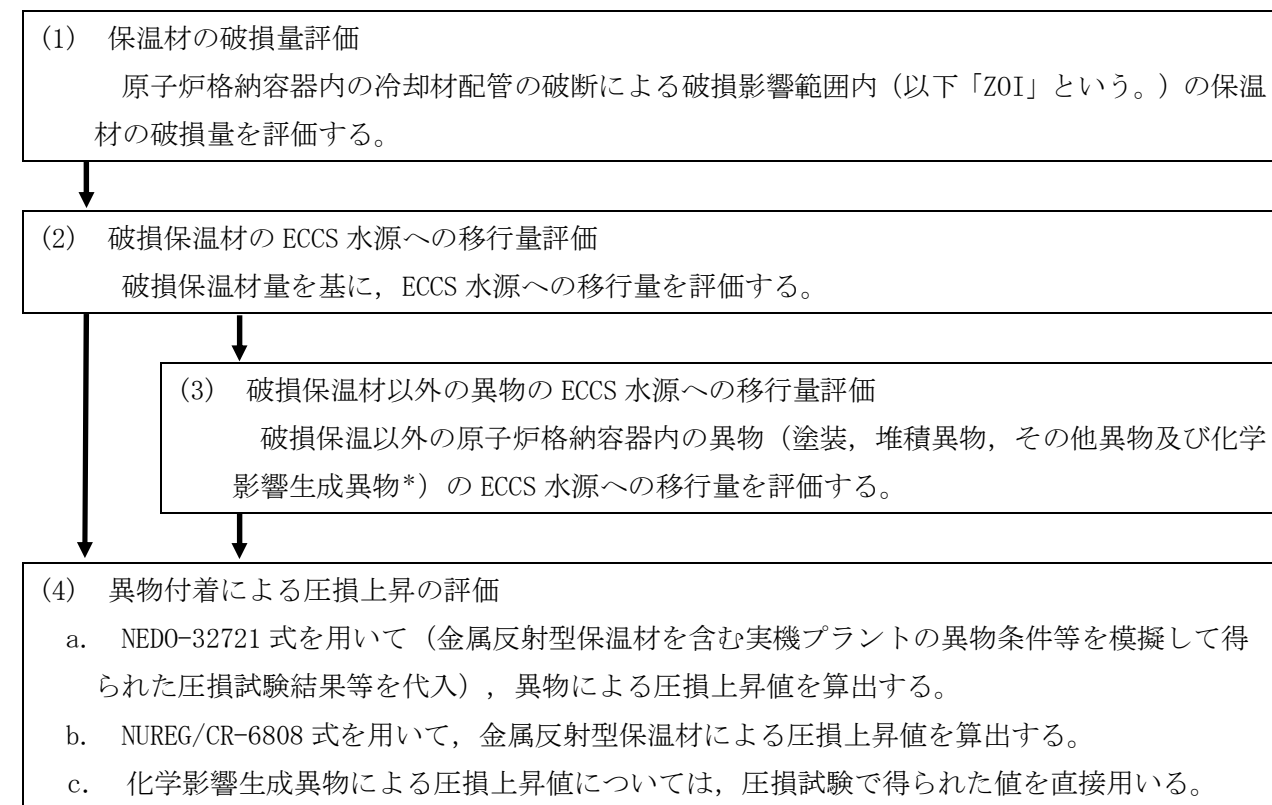 (1) 保温材の破損量評価
原子炉格納容器内の冷却材配管の破断による破損影響範囲内（以下「ZOI」という。）の保温
材の破損量を評価する。
(2) 破損保温材の ECCS 水源への移行量評価
破損保温材量を基に，ECCS 水源への移行量を評価する。
(3) 破損保温材以外の異物の ECCS 水源への移行量評価
破損保温以外の原子炉格納容器内の異物（塗装，堆積異物，その他異物及び化学
影響生成異物*）の ECCS 水源への移行量を評価する。
(4) 異物付着による圧損上昇の評価
a. NEDO-32721 式を用いて（金属反射型保温材を含む実機プラントの異物条件等を模擬して得
られた圧損試験結果等を代入），異物による圧損上昇値を算出する。
b. NUREG/CR-6808 式を用いて，金属反射型保温材による圧損上昇値を算出する。
c. 化学影響生成異物による圧損上昇値については，圧損試験で得られた値を直接用いる。